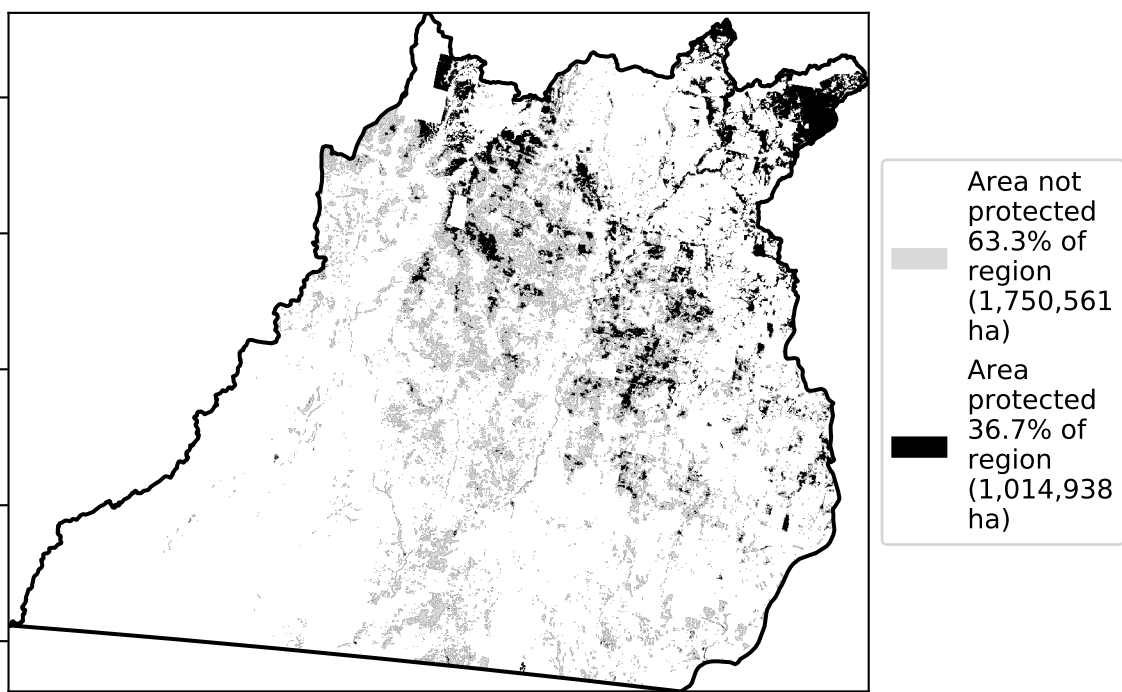 Area not
protected
63.3% of
region
(1,750,561
ha)
Area
protected
36.7% of
region
(1,014,938
ha)